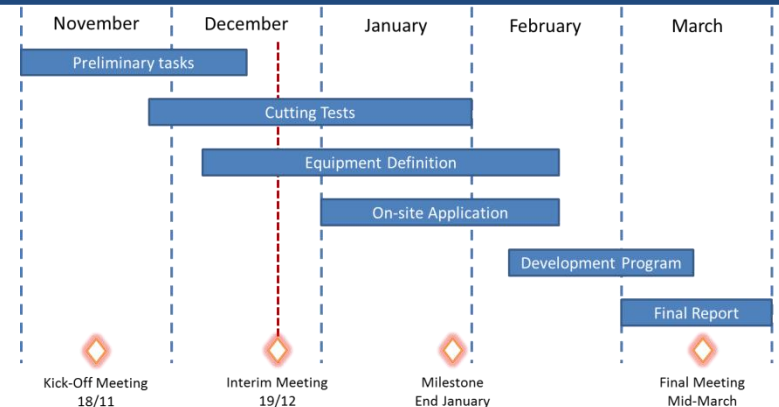 November December January February March
Preliminary tasks
Cutting Tests
Equipment Definition
On-site Application
Development Program
Final Report
Kick-Off Meeting
18/11
Interim Meeting
19/12
Milestone
End January
Final Meeting
Mid-March